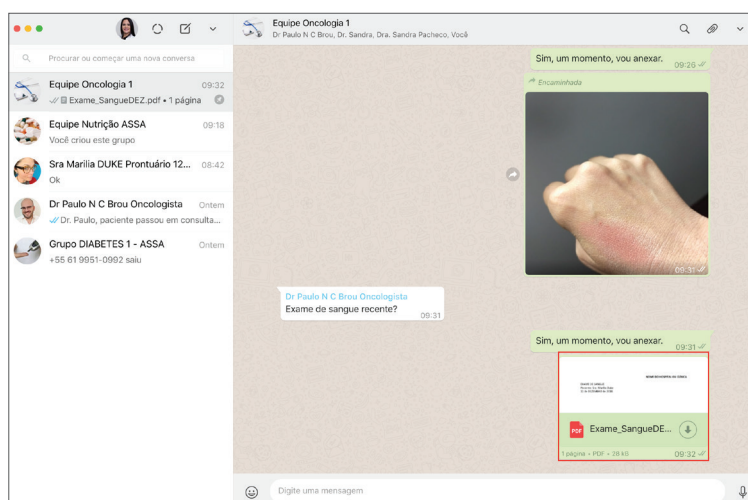 Procurar ou começar uma nova conversa
Equipe Oncologia 1 09:32
Exame_SangueDEZ.pdf • 1 página
Equipe Nutrição ASSA 09:18
Você criou este grupo
Sra Marilia DUKE Prontuário 12... 08:42
Ok
Dr Paulo N C Brou Oncologista Ontem
Dr. Paulo, paciente passou em consulta...
Grupo DIABETES 1 - ASSA Ontem
+55 61 9951-0992 saiu
Equipe Oncologia 1
Dr Paulo N C Brou, Dr. Sandra, Dra. Sandra Pacheco, Você
Sim, um momento, vou anexar. 09:26
Encaminhada
09:31
Dr Paulo N C Brou Oncologista
Exame de sangue recente?
09:31
Sim, um momento, vou anexar. 09:31
PDF Exame_SangueDE...
1 página • PDF • 28 kB 09:32
Digite uma mensagem